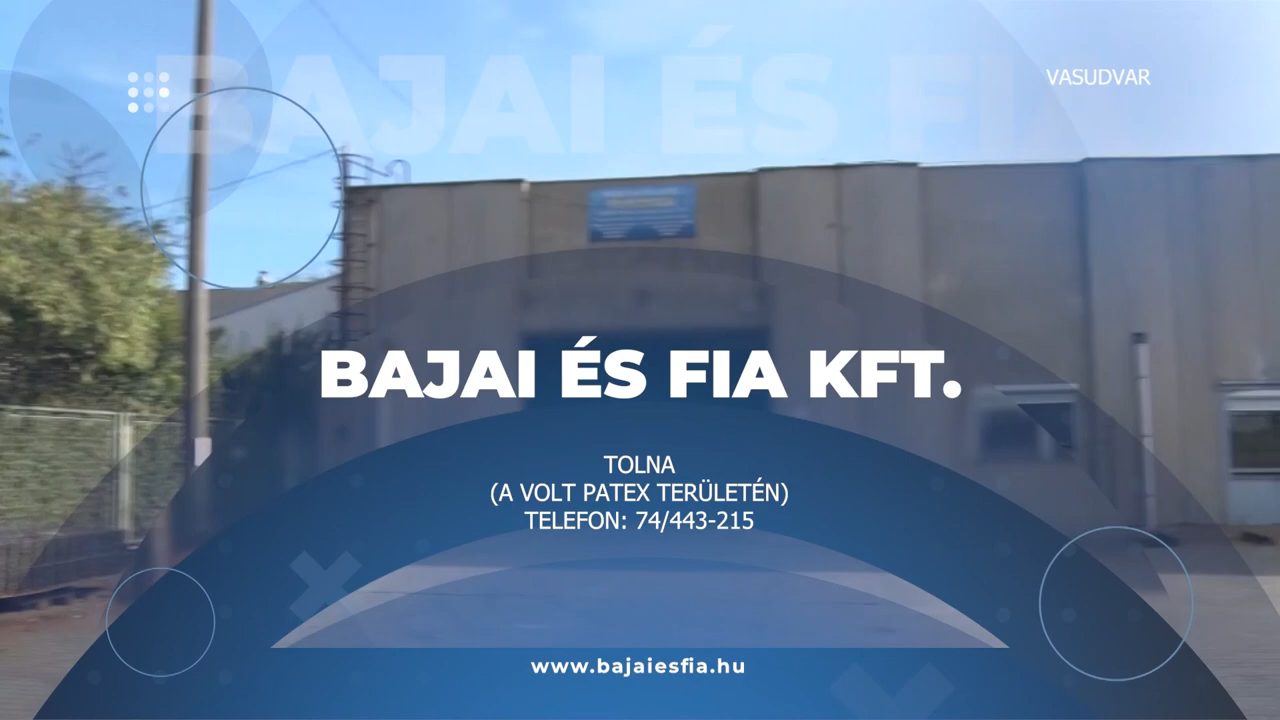 BAJAI ÉS FIA
VASUDVAR
BAJAI ÉS FIA KFT.
TOLNA
(A VOLT PATEX TERÜLETÉN)
TELEFON: 74/443-215
www.bajaiesfia.hu